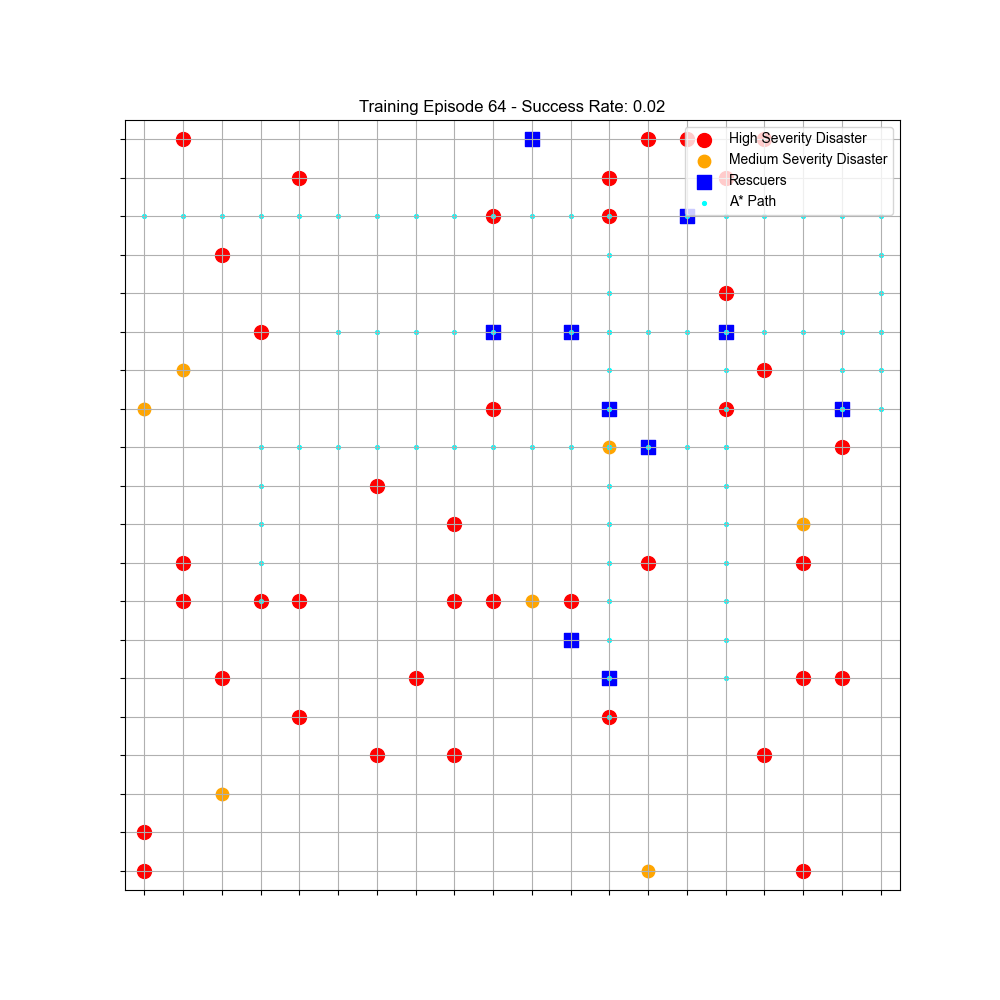 Training Episode 64 - Success Rate: 0.02
High Severity Disaster
Medium Severity Disaster
Rescuers
A* Path